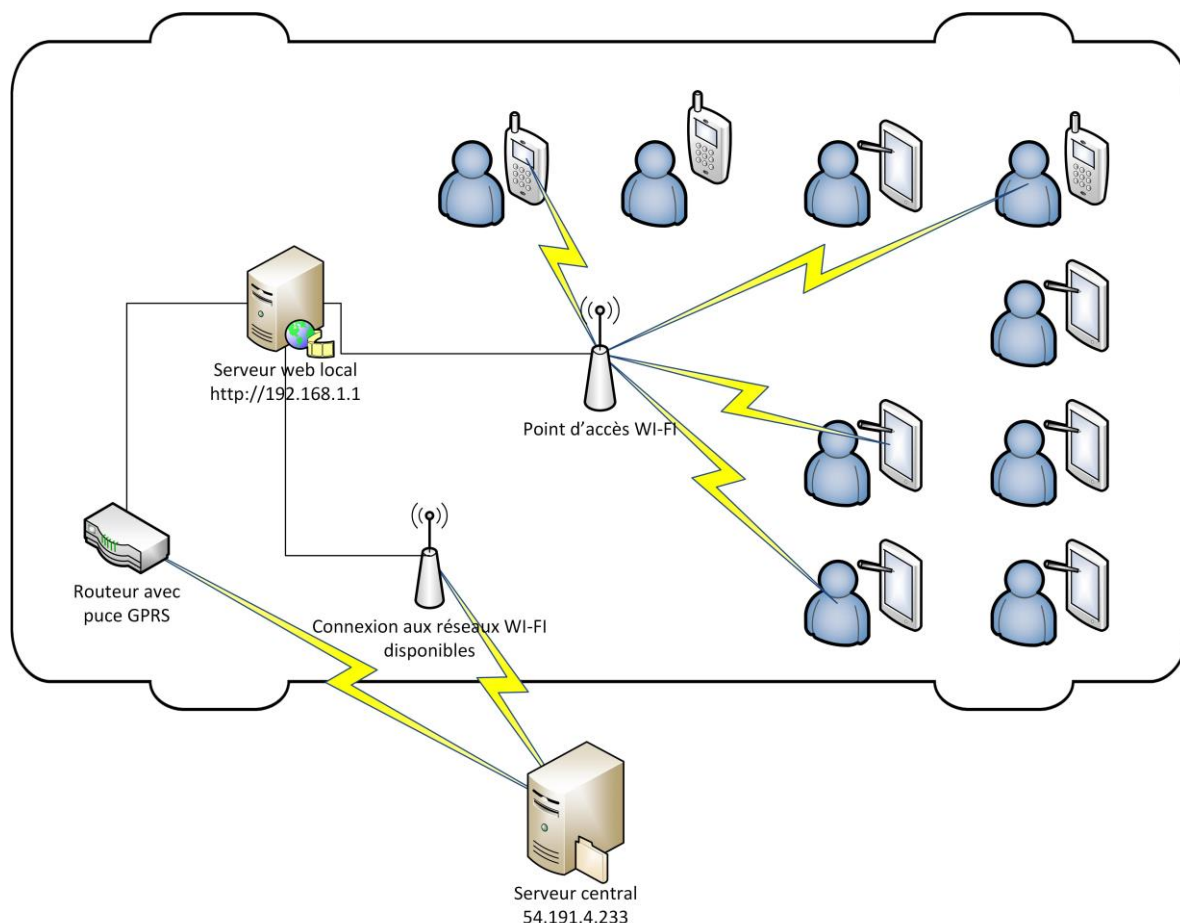 Serveur web local
http://192.168.1.1
Point d'accès WI-FI
Routeur avec
puce GPRS
Connexion aux réseaux WI-FI
disponibles
Serveur central
54.191.4.233